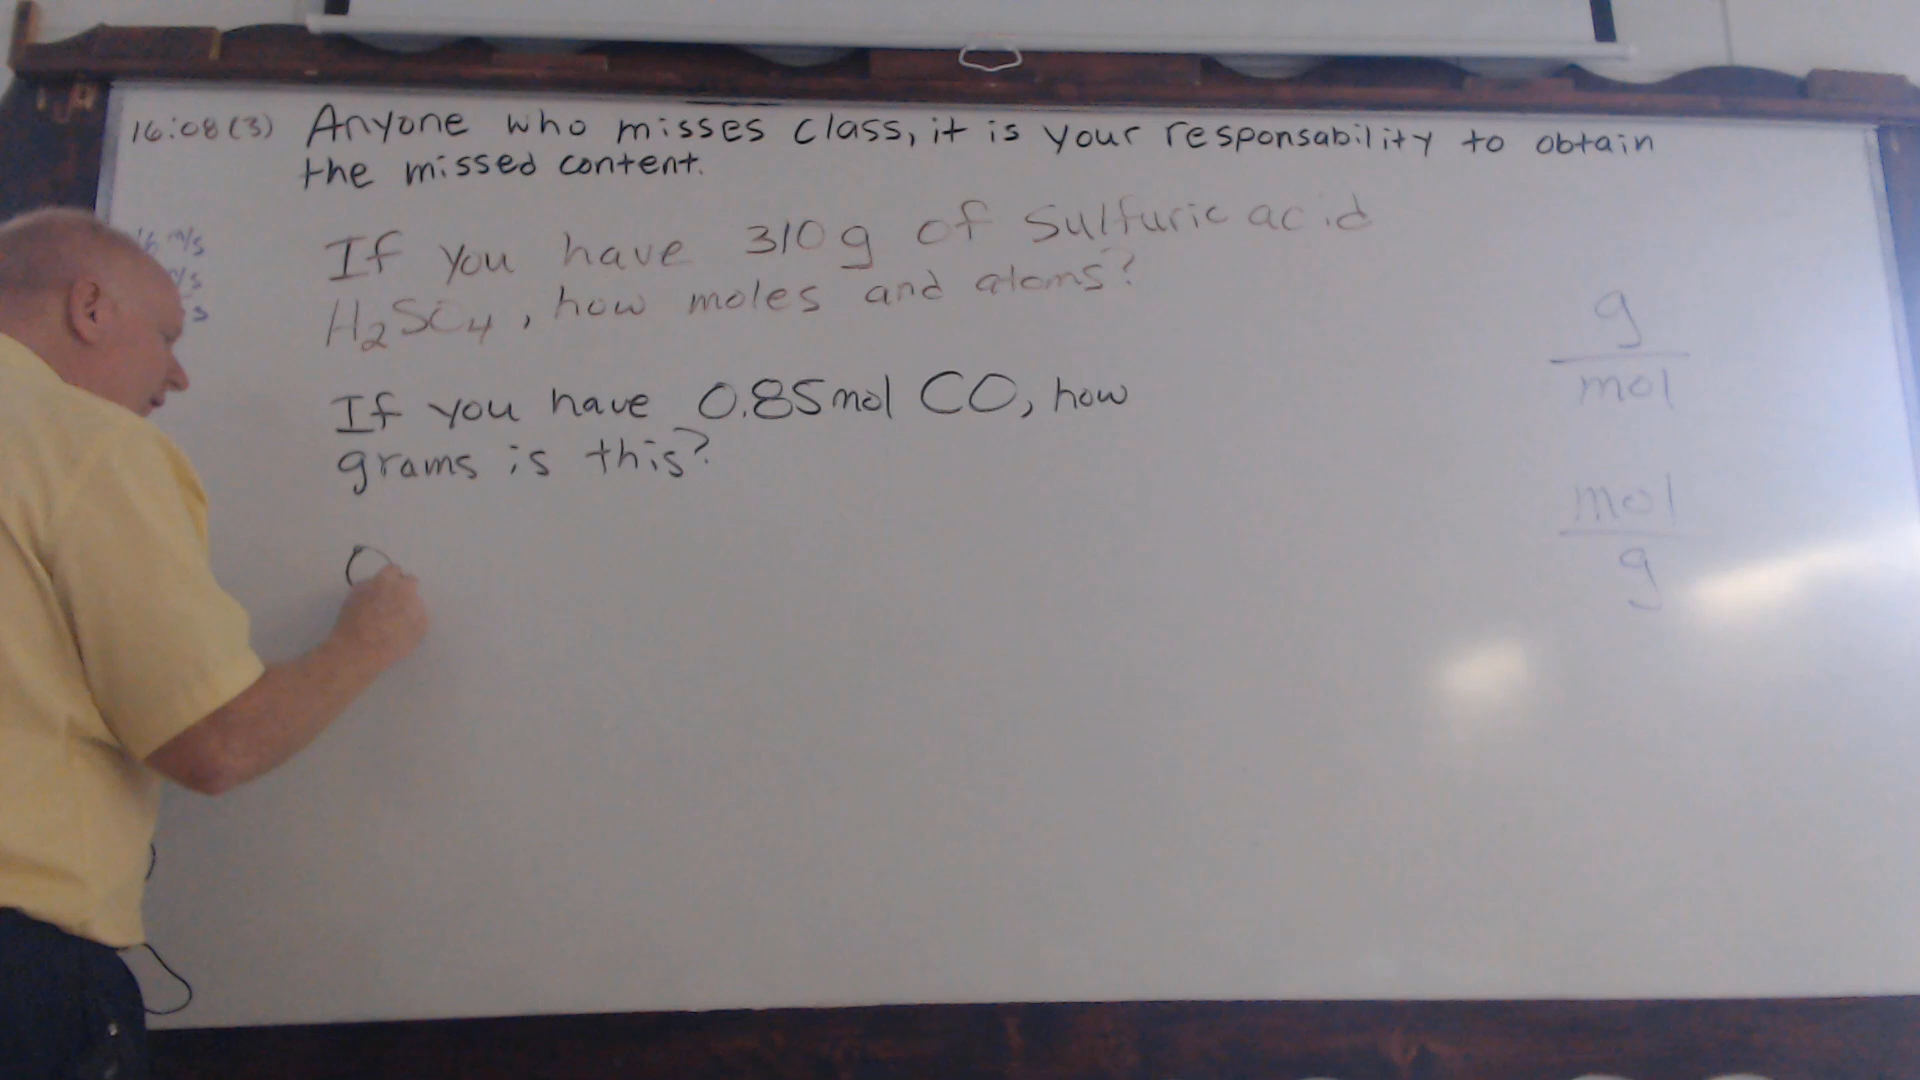 16:08 (3) Anyone who misses class, it is your responsability to obtain
the missed content.
m/s
If you have 310 g of Sulfuric acid
H₂SO₄, how moles and atoms?
If you have 0.85 mol CO, how
grams is this?
g
mol
mol
g